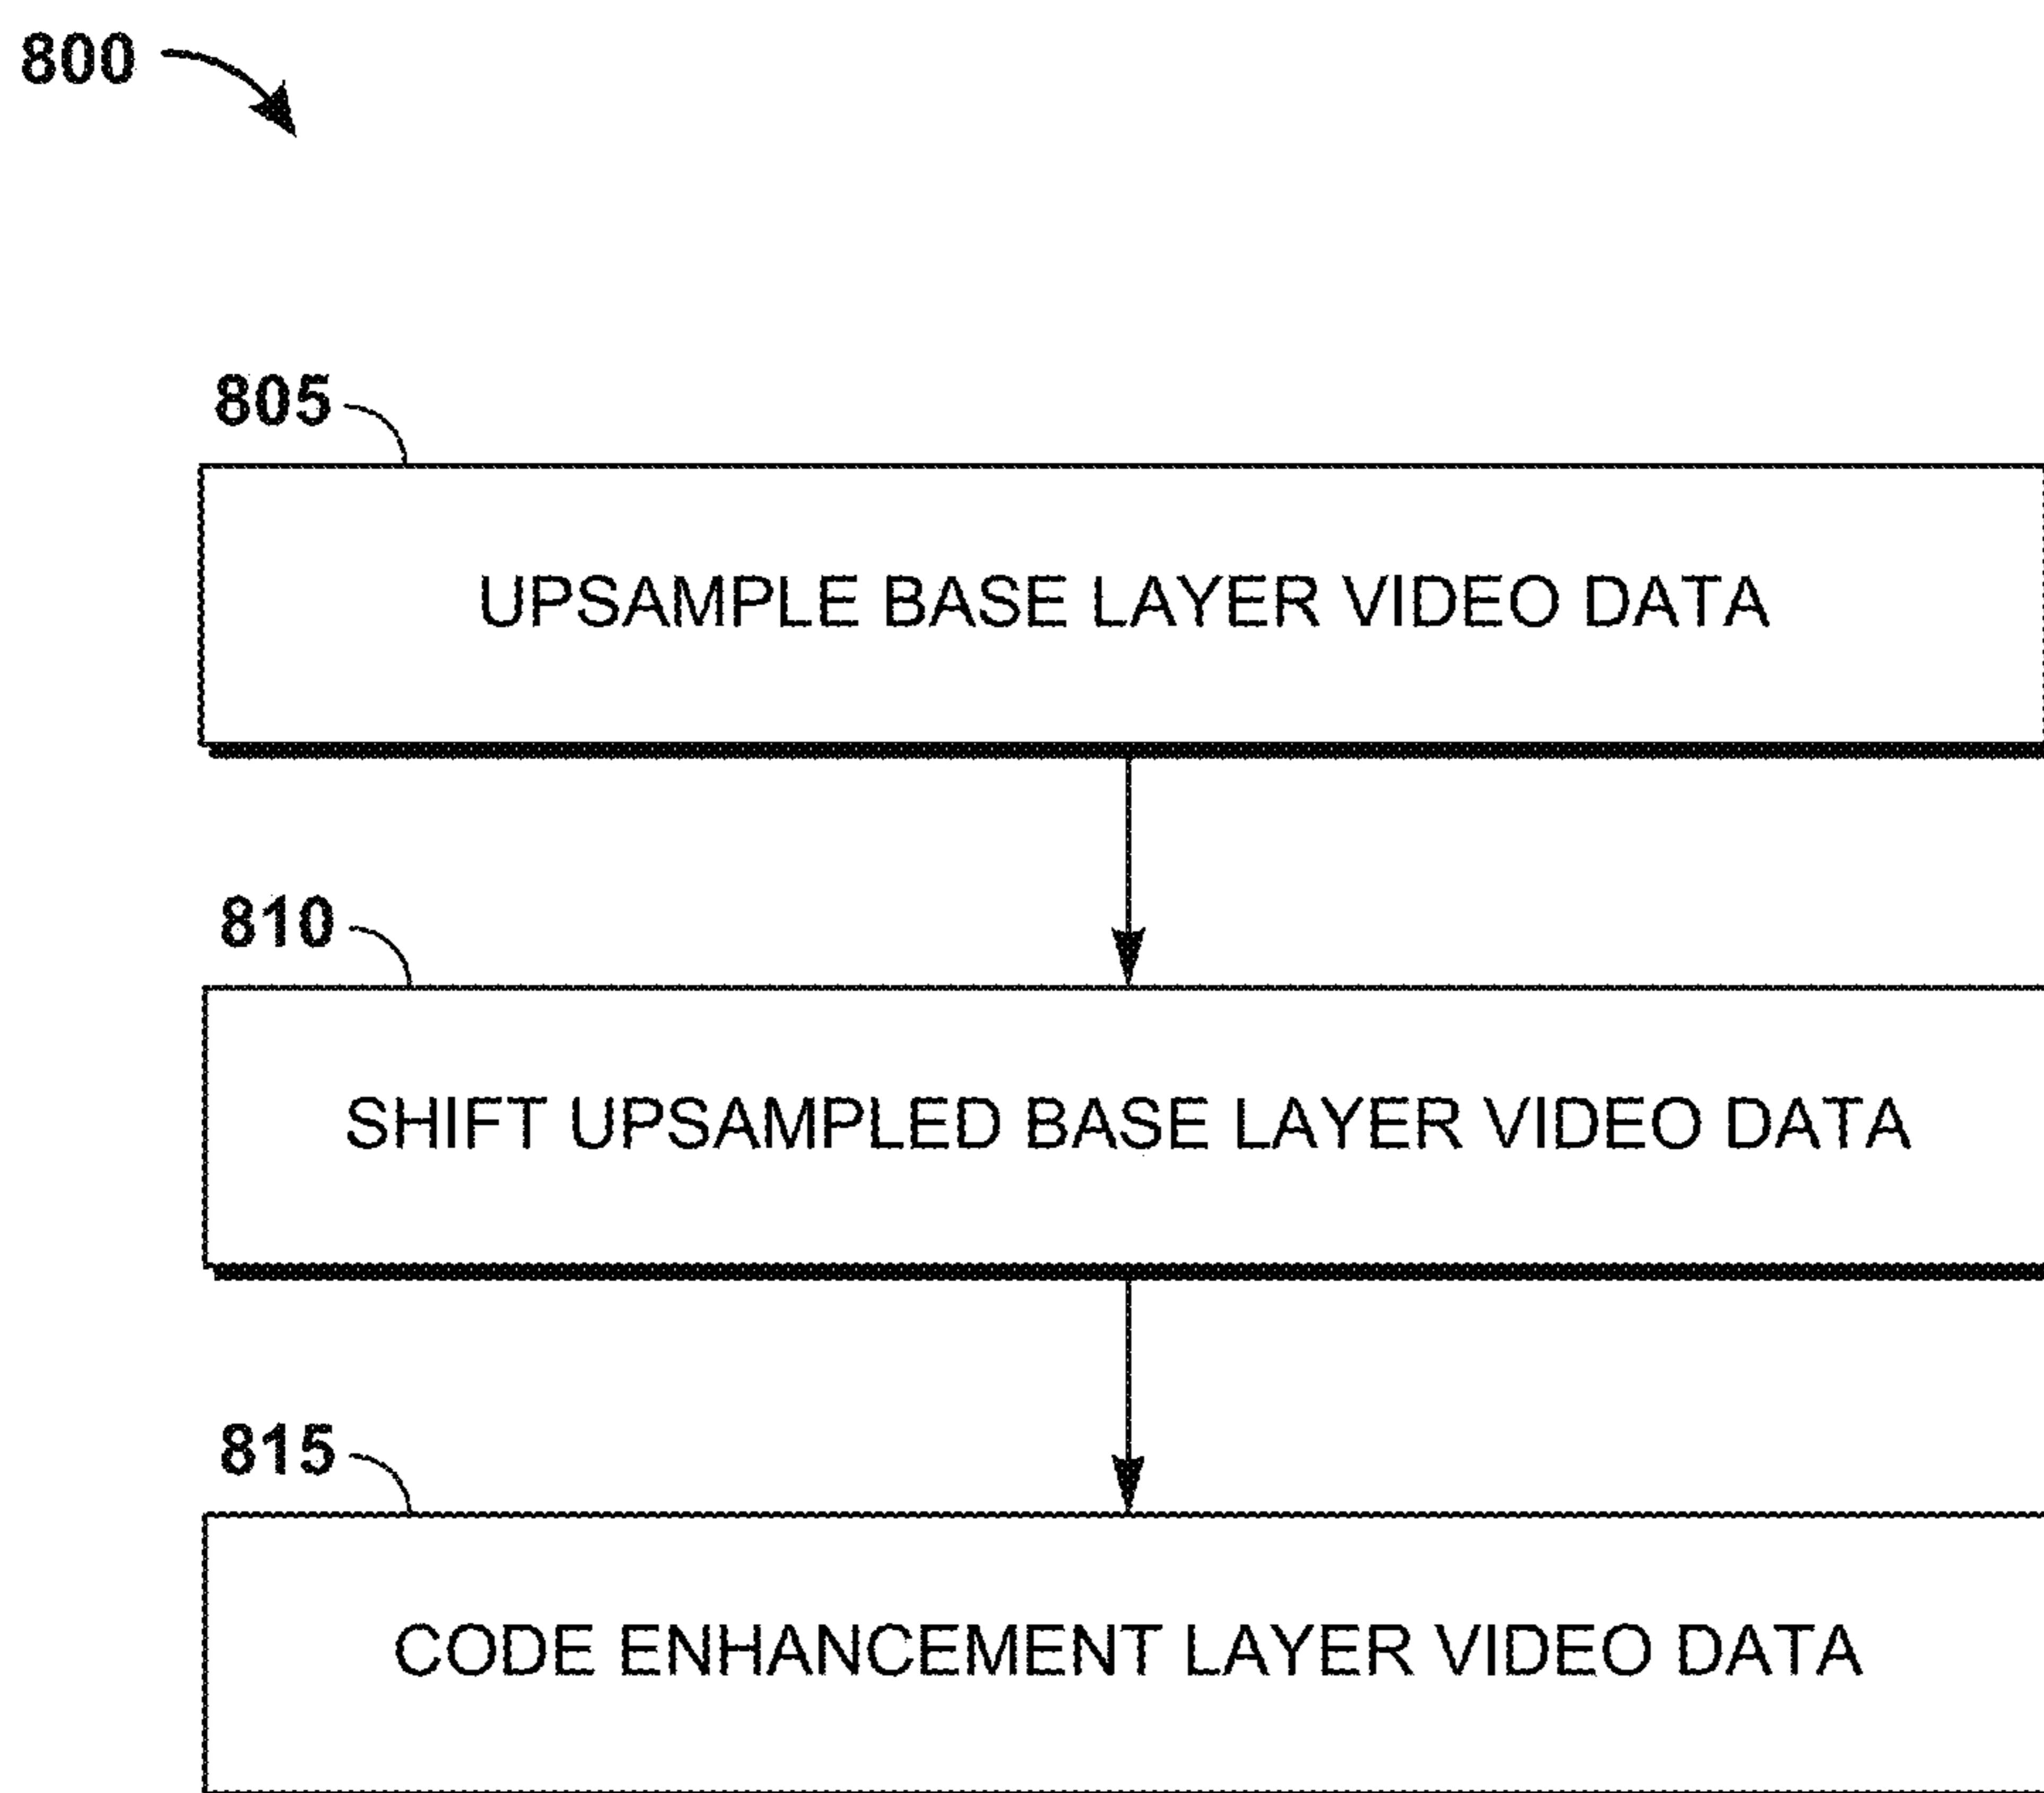 800
805
UPSAMPLE BASE LAYER VIDEO DATA
810
SHIFT UPSAMPLED BASE LAYER VIDEO DATA
815
CODE ENHANCEMENT LAYER VIDEO DATA